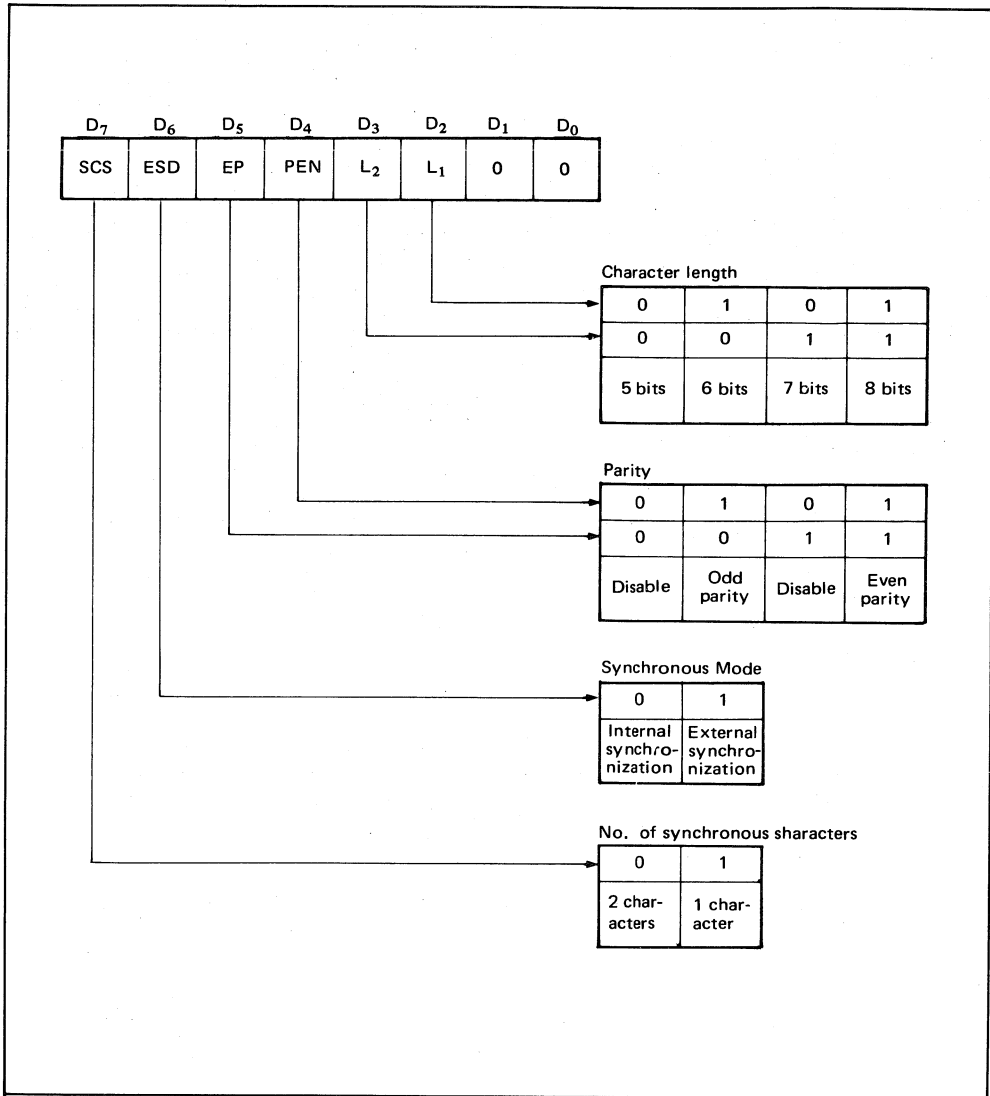 D7 D6 D5 D4 D3 D2 D1 D0
SCS ESD EP PEN L2 L1 0 0
Character length
0 1 0 1
0 0 1 1
5 bits 6 bits 7 bits 8 bits
Parity
0 1 0 1
0 0 1 1
Disable Odd parity Disable Even parity
Synchronous Mode
0 1
Internal synchro-nization External synchro-nization
No. of synchronous sharacters
0 1
2 char-acters 1 char-acter